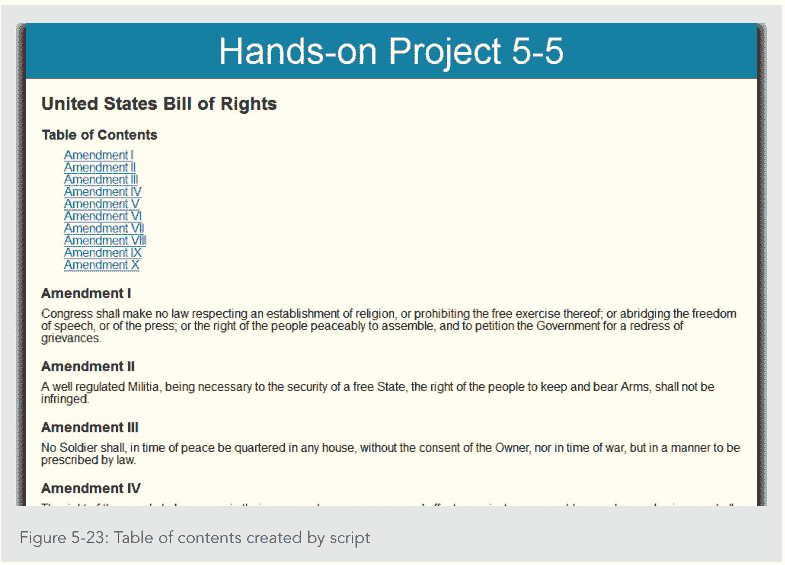 Hands-on Project 5-5
United States Bill of Rights
Table of Contents
Amendment I
Amendment II
Amendment III
Amendment IV
Amendment V
Amendment VI
Amendment VII
Amendment VIII
Amendment IX
Amendment X
Amendment I
Congress shall make no law respecting an establishment of religion, or prohibiting the free exercise thereof; or abridging the freedom
of speech, or of the press; or the right of the people peaceably to assemble, and to petition the Government for a redress of
grievances.
Amendment II
A well regulated Militia, being necessary to the security of a free State, the right of the people to keep and bear Arms, shall not be
infringed.
Amendment III
No Soldier shall, in time of peace be quartered in any house, without the consent of the Owner, nor in time of war, but in a manner to be
prescribed by law.
Amendment IV
Figure 5-23: Table of contents created by script